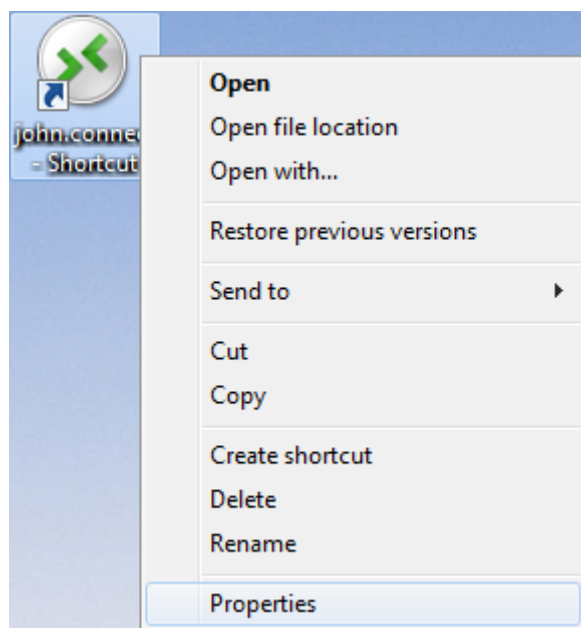 john.connec
- Shortcut
Open
Open file location
Open with...
Restore previous versions
Send to
Cut
Copy
Create shortcut
Delete
Rename
Properties